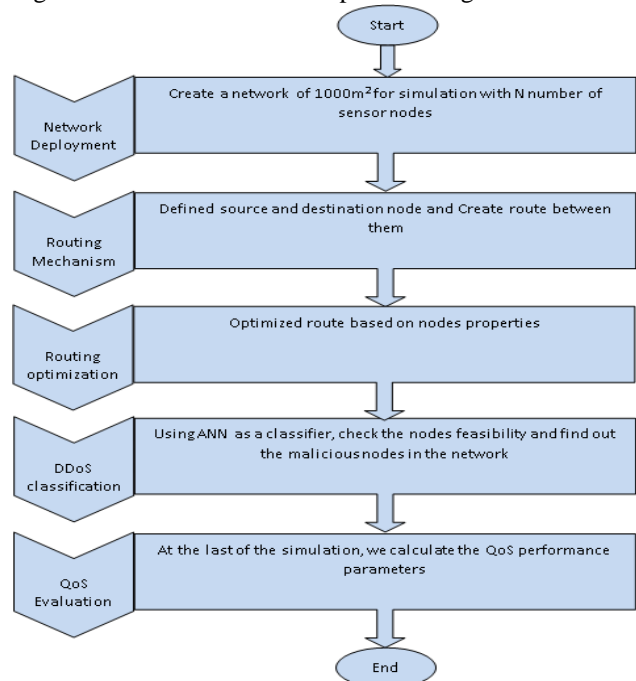 Start
Network
Deployment
Create a network of 1000m² for simulation with N number of
sensor nodes
Routing
Mechanism
Defined source and destination node and Create route between
them
Routing
optimization
Optimized route based on nodes properties
DDoS
classification
Using ANN as a classifier, check the nodes feasibility and find out
the malicious nodes in the network
QoS
Evaluation
At the last of the simulation, we calculate the QoS performance
parameters
End